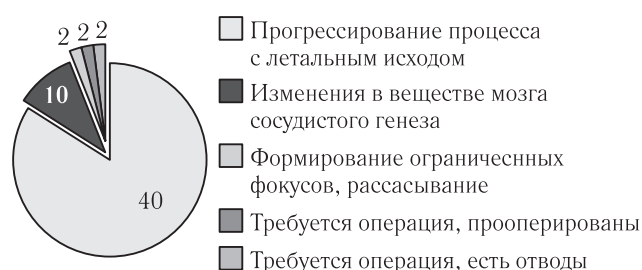 2 2 2
10
40
Прогрессирование процесса
с летальным исходом
Изменения в веществе мозга
сосудистого генеза
Формирование ограниченнных
фокусов, рассасывание
Требуется операция, прооперированы
Требуется операция, есть отводы